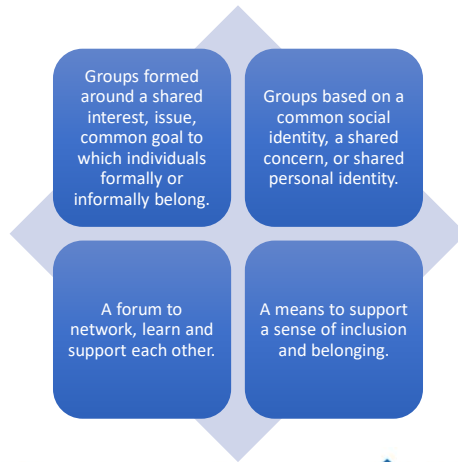 Groups formed
around a shared
interest, issue,
common goal to
which individuals
formally or
informally belong.
Groups based on a
common social
identity, a shared
concern, or shared
personal identity.
A forum to
network, learn and
support each other.
A means to support
a sense of inclusion
and belonging.